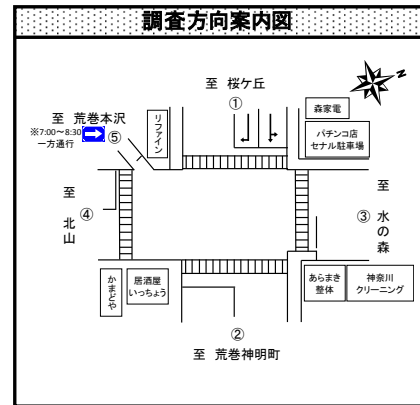 調査方向案内図
至 桜ケ丘
①
N
森家電
パチンコ店
セナル駐車場
リファイン
至 荒巻本沢
※7:00～8:30
一方通行
⑤
至 北山
④
至 水の森
③
かまどや
居酒屋
いっちょう
あらまき
整体
神奈川
クリーニング
②
至 荒巻神明町